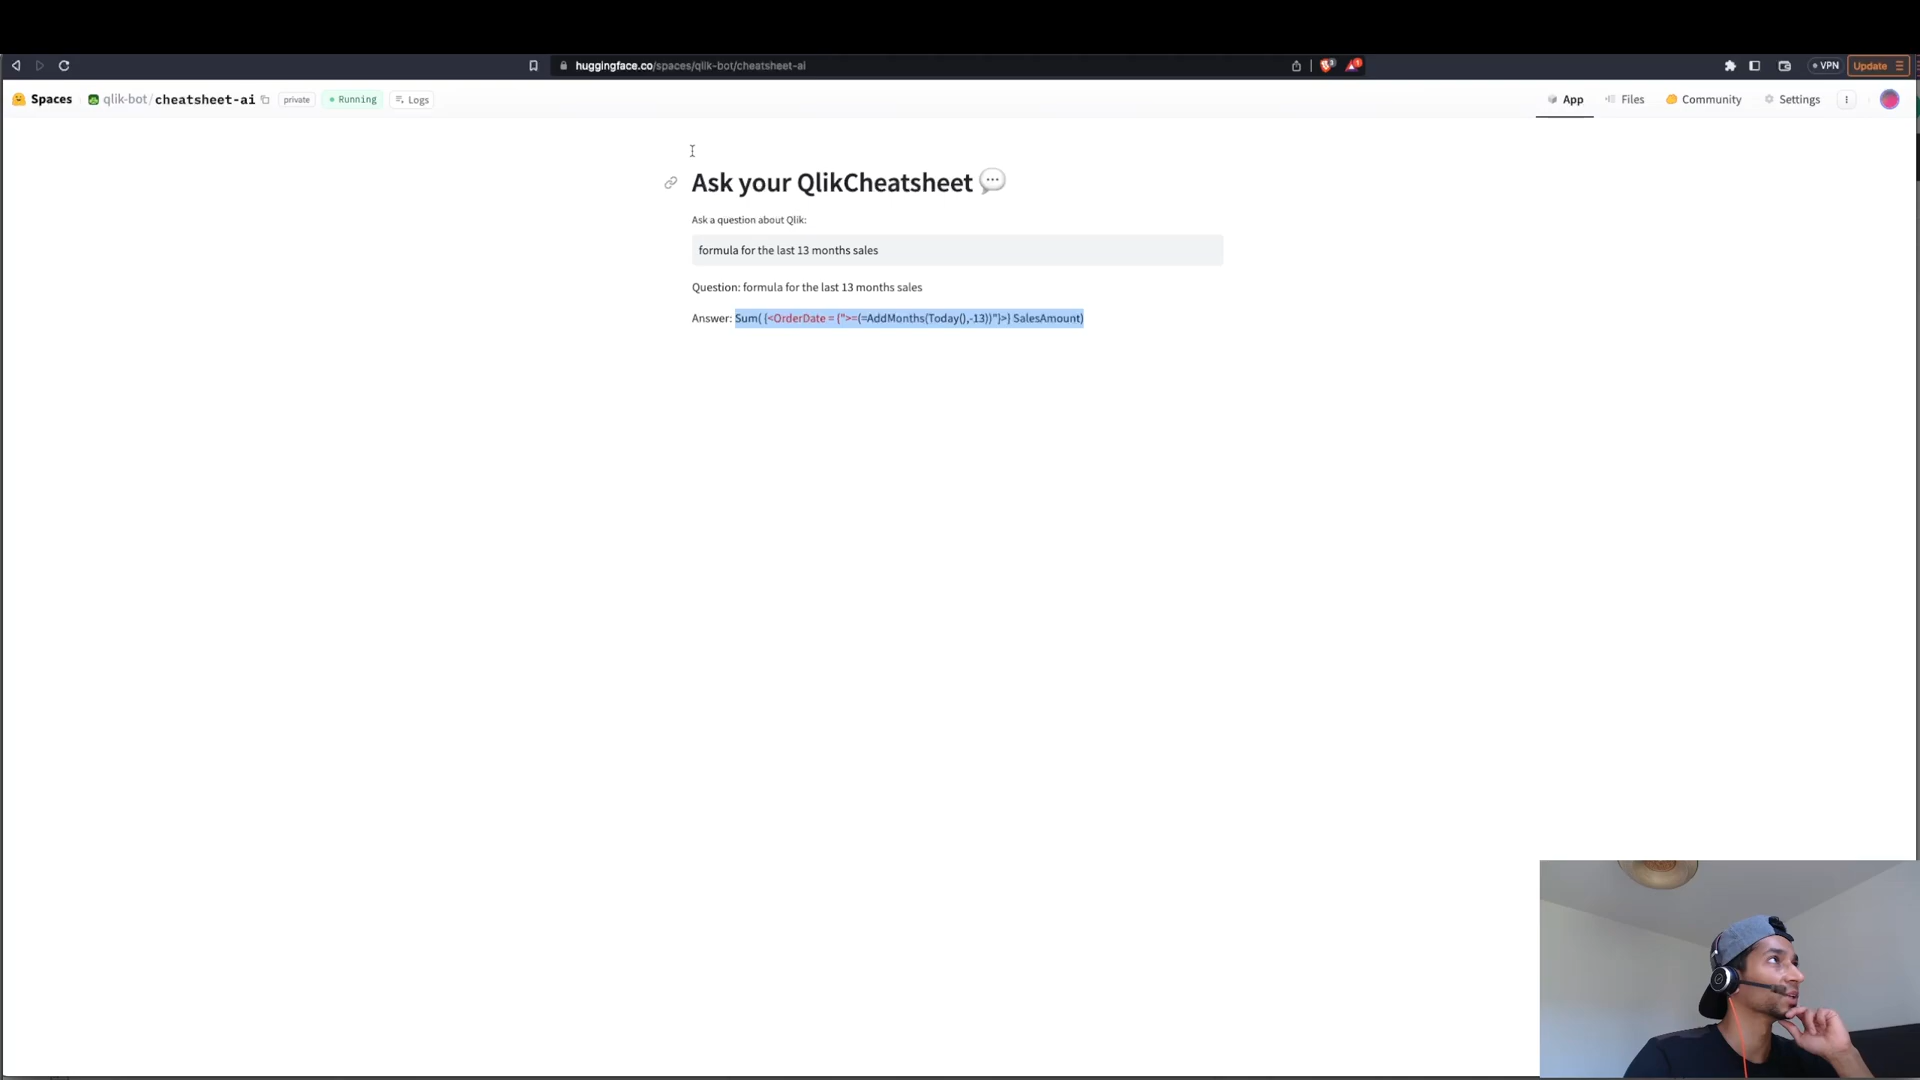 huggingface.co/spaces/qlik-bot/cheatsheet-ai
VPN
Update
Spaces
qlik-bot/cheatsheet-ai
private
Running
Logs
App
Files
Community
Settings
Ask your QlikCheatsheet
Ask a question about Qlik:
formula for the last 13 months sales
Question: formula for the last 13 months sales
Answer: Sum( {<OrderDate = {">=(=AddMonths(Today(),-13))"}>} SalesAmount)